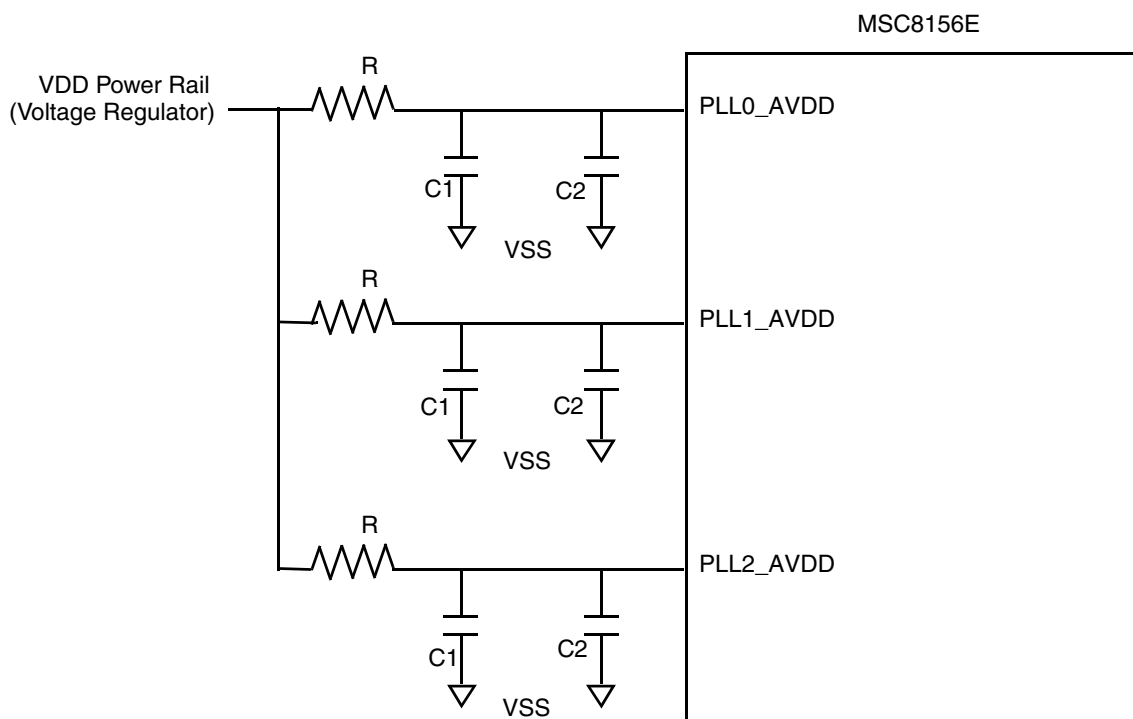 MSC8156E
VDD Power Rail
(Voltage Regulator)
R
PLL0_AVDD
C1
C2
VSS
R
PLL1_AVDD
C1
C2
VSS
R
PLL2_AVDD
C1
C2
VSS